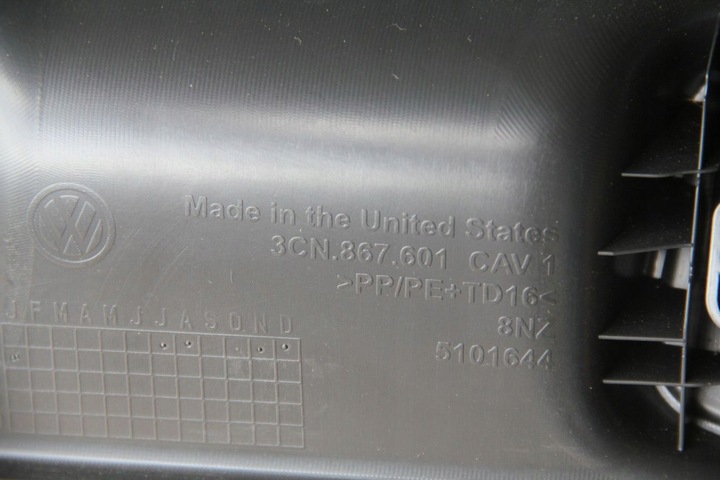 Made in the United States
3CN.867.601 CAV 1
>PP/PE+TD16<
8NZ
5101644
J F M A M J J A S O N D